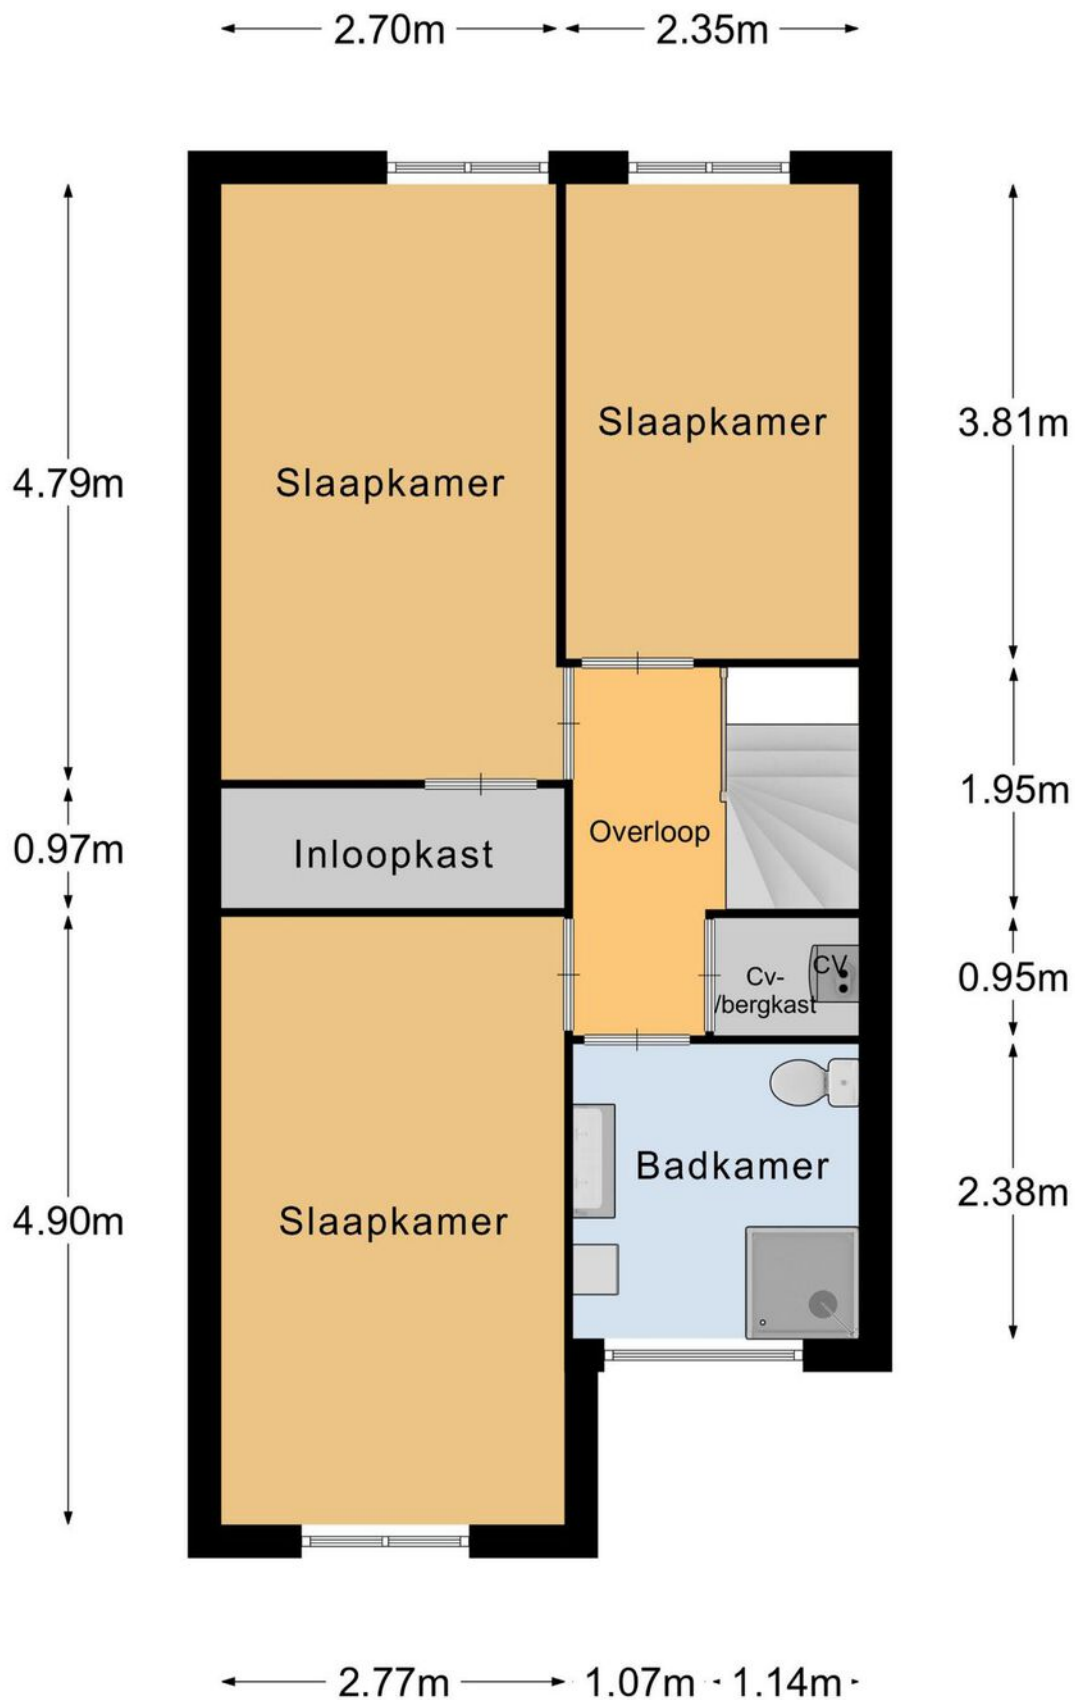 2.70m 2.35m
Slaapkamer
3.81m
4.79m
Slaapkamer
1.95m
Overloop
0.97m
Inloopkast
CV
Cv-
/bergkast
0.95m
Badkamer
2.38m
4.90m
Slaapkamer
2.77m 1.07m 1.14m